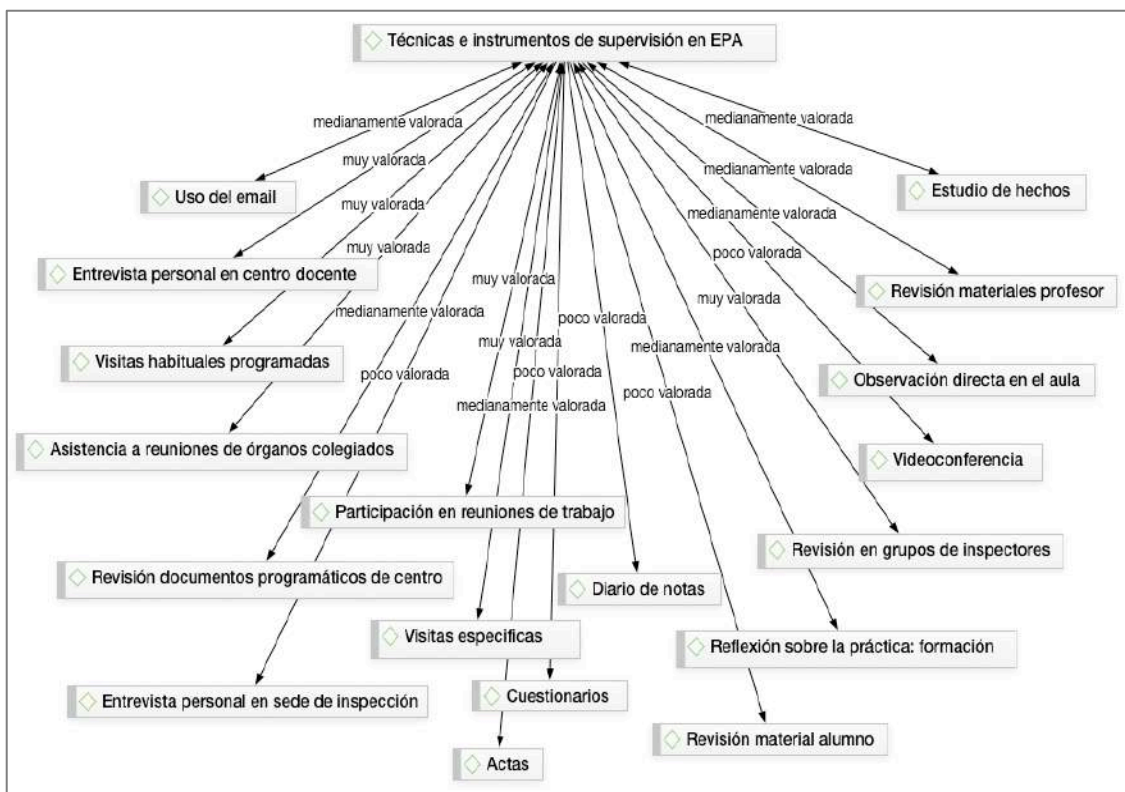 Técnicas e instrumentos de supervisión en EPA
medianamente valorada
medianamente valorada
muy valorada
medianamente valorada
Uso del email
Estudio de hechos
muy valorada
medianamente valorada
muy valorada
poco valorada
Entrevista personal en centro docente
muy valorada
Revisión materiales profesor
muy valorada
medianamente valorada
poco valorada
muy valorada
medianamente valorada
Visitas habituales programadas
poco valorada
poco valorada
Observación directa en el aula
poco valorada
medianamente valorada
Asistencia a reuniones de órganos colegiados
Videoconferencia
Participación en reuniones de trabajo
Revisión en grupos de inspectores
Revisión documentos programáticos de centro
Diario de notas
Visitas especificas
Reflexión sobre la práctica: formación
Entrevista personal en sede de inspección
Cuestionarios
Revisión material alumno
Actas